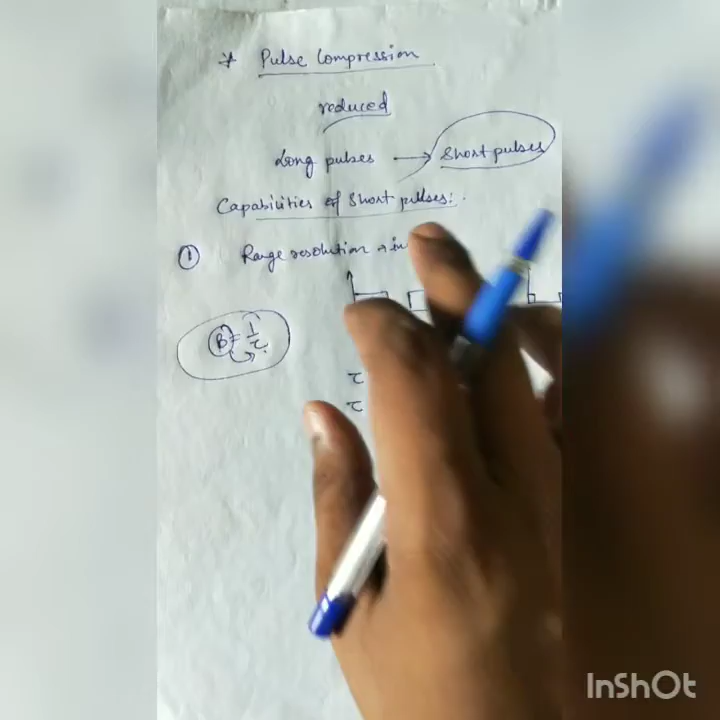 * Pulse Compression
reduced
Long pulses → Short pulses
Capabilities of Short pulses:
① Range resolution
B = 1/τ
τ
τ
InShOt